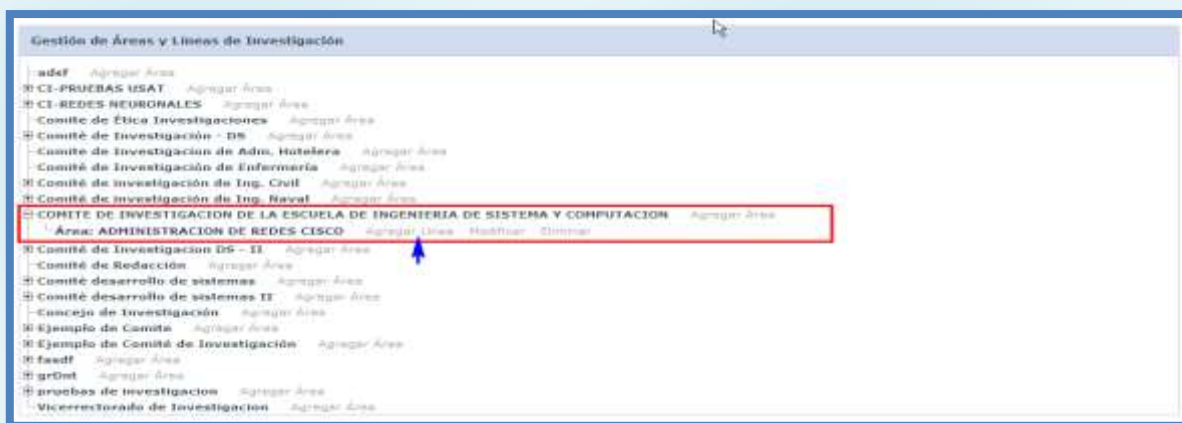 Gestión de Áreas y Líneas de Investigación
adsf Agregar Área
CI-PRUEBAS USAT Agregar Área
CI-REDES NEURONALES Agregar Área
Comite de Ética Investigaciones Agregar Área
Comité de Investigación - DS Agregar Área
Comité de Investigacion de Adm. Hotelera Agregar Área
Comité de Investigación de Enfermería Agregar Área
Comité de investigación de Ing. Civil Agregar Área
Comité de investigación de Ing. Naval Agregar Área
COMITE DE INVESTIGACION DE LA ESCUELA DE INGENIERIA DE SISTEMA Y COMPUTACION Agregar Área
Área: ADMINISTRACION DE REDES CISCO Agregar Línea Modificar Eliminar
Comité de Investigacion DS - II Agregar Área
Comité de Redacción Agregar Área
Comité desarrollo de sistemas Agregar Área
Comité desarrollo de sistemas II Agregar Área
Concejo de Investigación Agregar Área
Ejemplo de Comite Agregar Área
Ejemplo de Comité de Investigación Agregar Área
Agregar Área
Agregar Área
pruebas de investigacion Agregar Área
Vicerrectorado de Investigacion Agregar Área